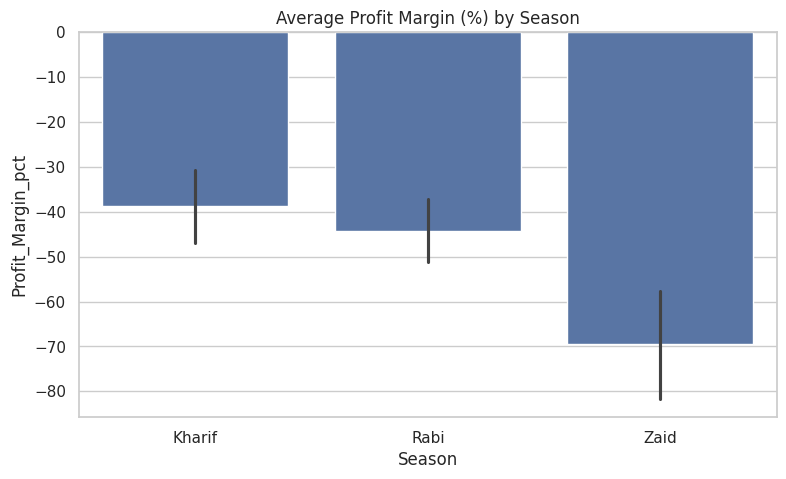 Average Profit Margin (%) by Season
Profit_Margin_pct
0
−10
−20
−30
−40
−50
−60
−70
−80
Kharif
Rabi
Zaid
Season